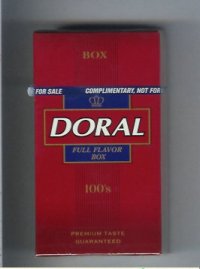 BOX
FOR SALE COMPLIMENTARY, NOT FOR
DORAL
FULL FLAVOR
BOX
100's
PREMIUM TASTE
GUARANTEED